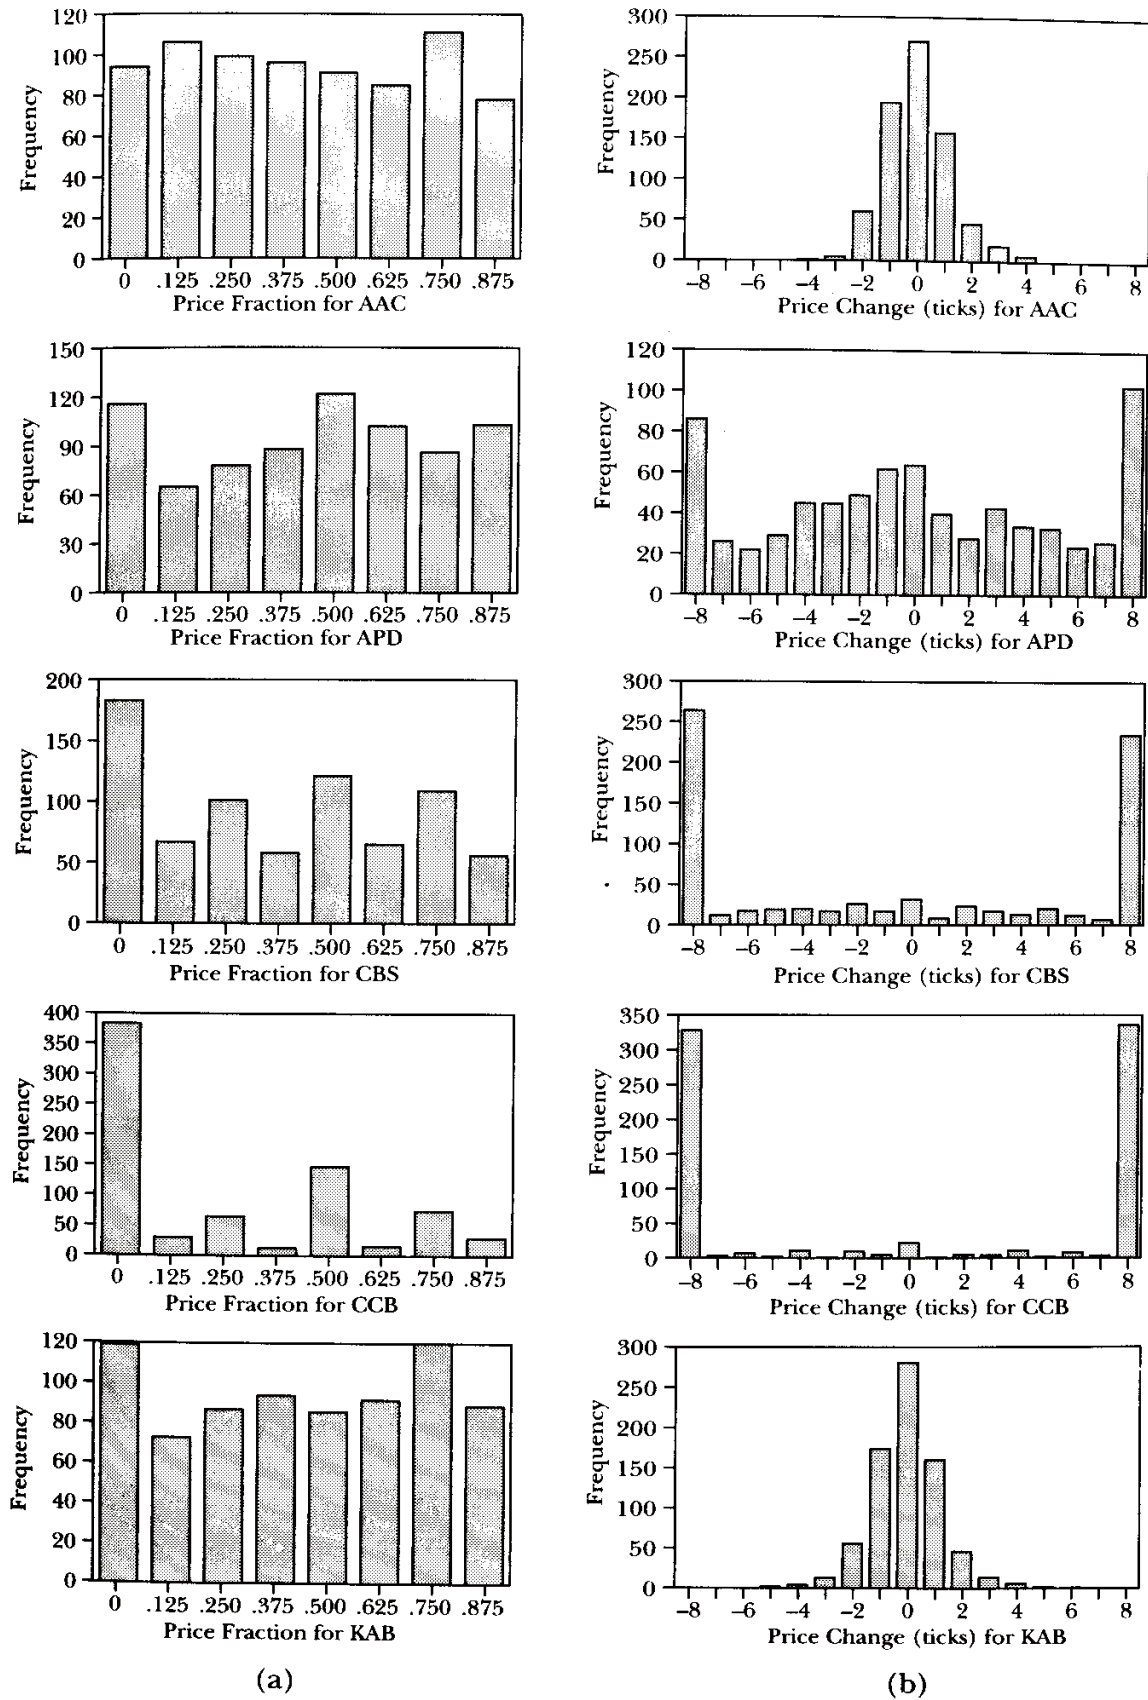 120
100
80
60
40
20
0
Frequency
0 .125 .250 .375 .500 .625 .750 .875
Price Fraction for AAC
300
250
200
150
100
50
0
Frequency
−8 −6 −4 −2 0 2 4 6 8
Price Change (ticks) for AAC
150
120
90
60
30
0
Frequency
0 .125 .250 .375 .500 .625 .750 .875
Price Fraction for APD
120
100
80
60
40
20
0
Frequency
−8 −6 −4 −2 0 2 4 6 8
Price Change (ticks) for APD
200
150
100
50
0
Frequency
0 .125 .250 .375 .500 .625 .750 .875
Price Fraction for CBS
300
250
200
150
100
50
0
Frequency
−8 −6 −4 −2 0 2 4 6 8
Price Change (ticks) for CBS
400
350
300
250
200
150
100
50
0
Frequency
0 .125 .250 .375 .500 .625 .750 .875
Price Fraction for CCB
350
300
250
200
150
100
50
0
Frequency
−8 −6 −4 −2 0 2 4 6 8
Price Change (ticks) for CCB
120
100
80
60
40
20
0
Frequency
0 .125 .250 .375 .500 .625 .750 .875
Price Fraction for KAB
300
250
200
150
100
50
0
Frequency
−8 −6 −4 −2 0 2 4 6 8
Price Change (ticks) for KAB
(a)
(b)